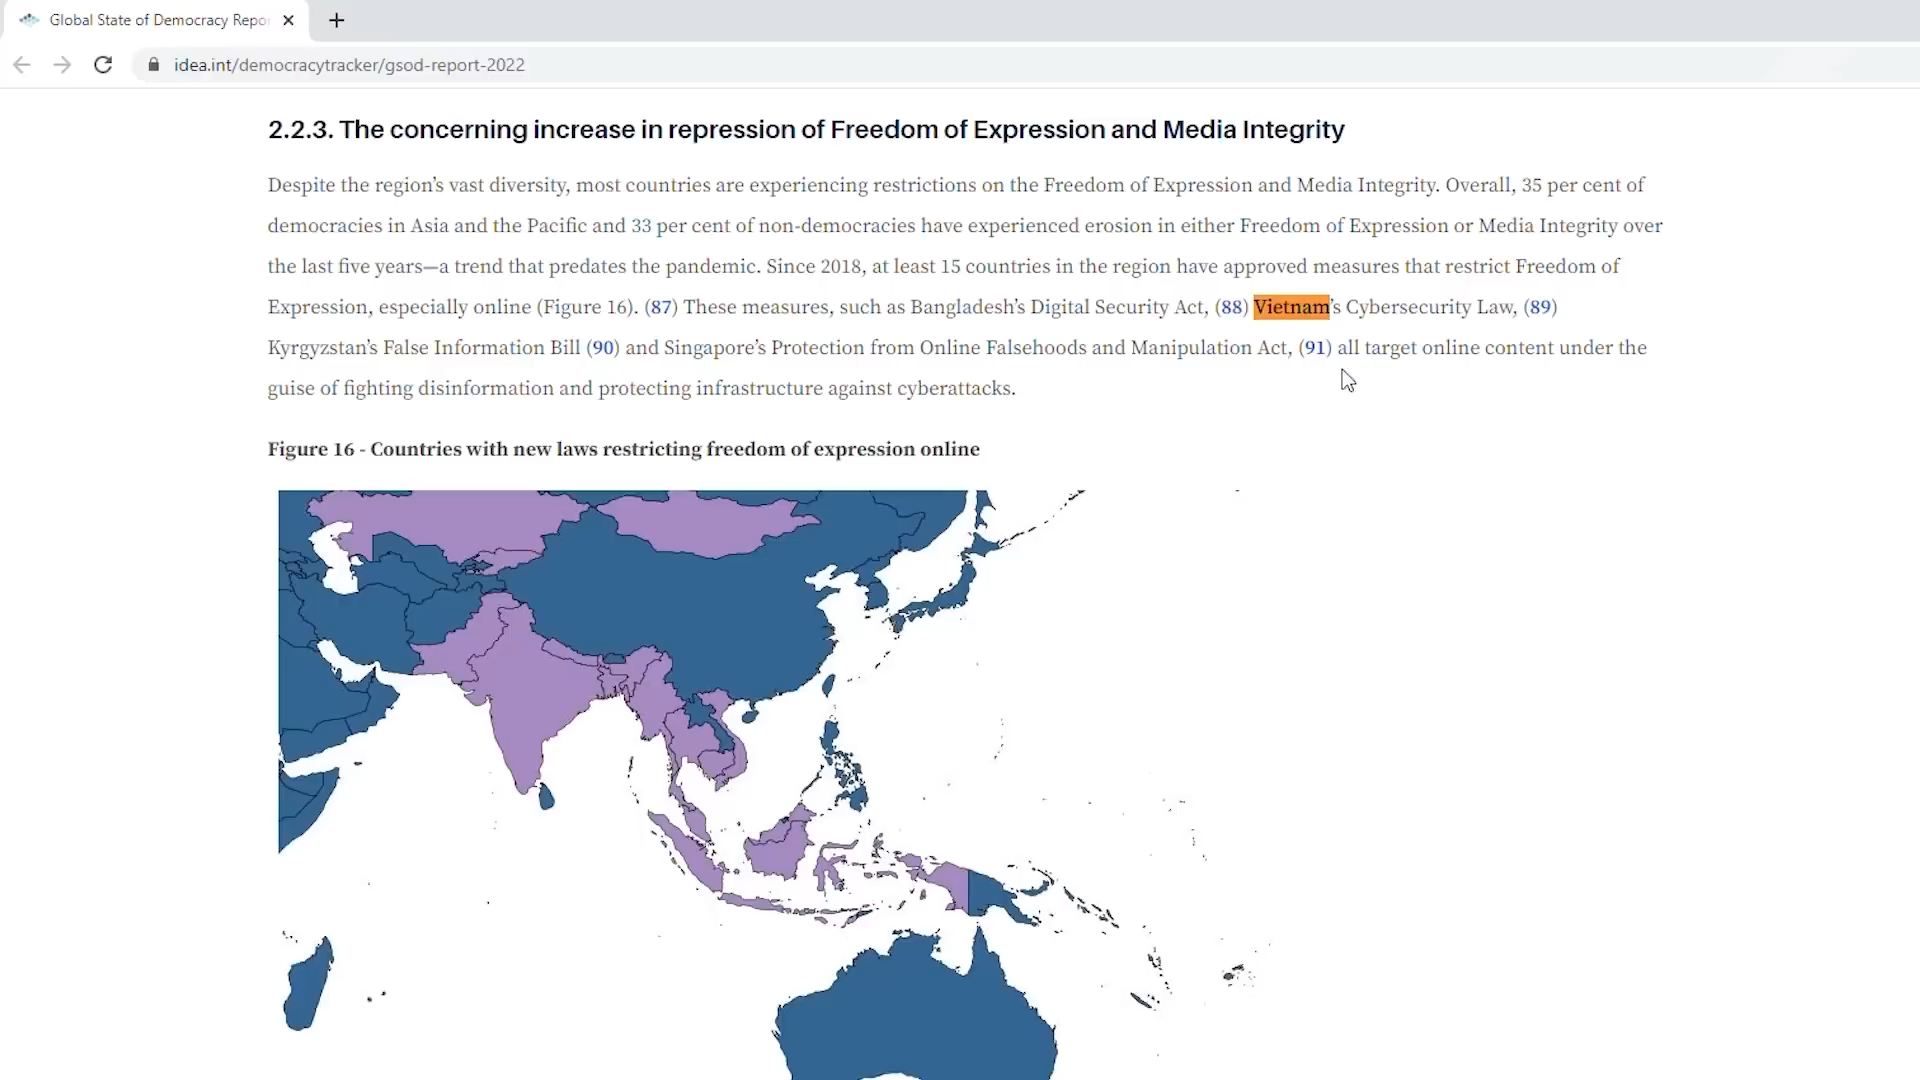 Global State of Democracy Repo
idea.int/democracytracker/gsod-report-2022
2.2.3. The concerning increase in repression of Freedom of Expression and Media Integrity
Despite the region’s vast diversity, most countries are experiencing restrictions on the Freedom of Expression and Media Integrity. Overall, 35 per cent of
democracies in Asia and the Pacific and 33 per cent of non-democracies have experienced erosion in either Freedom of Expression or Media Integrity over
the last five years—a trend that predates the pandemic. Since 2018, at least 15 countries in the region have approved measures that restrict Freedom of
Expression, especially online (Figure 16). (87) These measures, such as Bangladesh’s Digital Security Act, (88) Vietnam’s Cybersecurity Law, (89)
Kyrgyzstan’s False Information Bill (90) and Singapore’s Protection from Online Falsehoods and Manipulation Act, (91) all target online content under the
guise of fighting disinformation and protecting infrastructure against cyberattacks.
Figure 16 - Countries with new laws restricting freedom of expression online